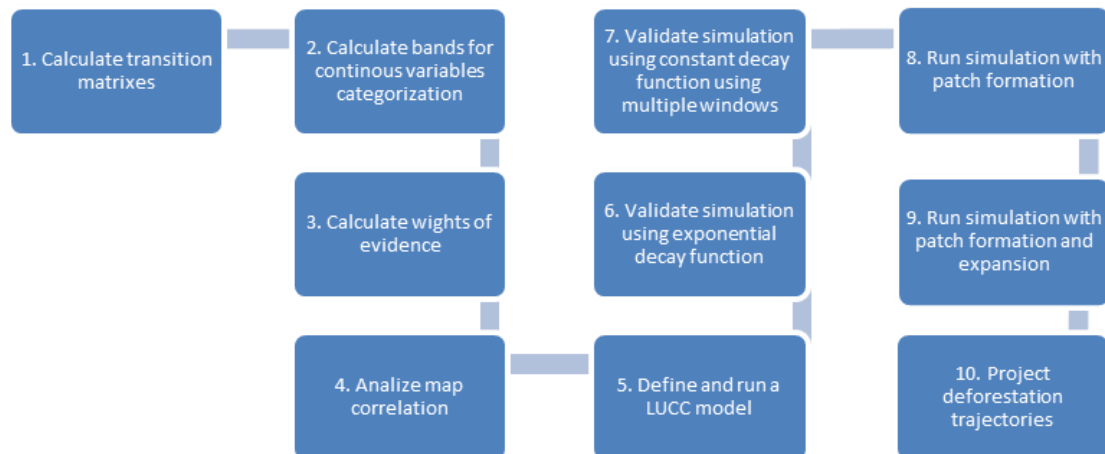 1. Calculate transition
matrixes
2. Calculate bands for
continous variables
categorization
3. Calculate wights of
evidence
4. Analize map
correlation
5. Define and run a
LUCC model
6. Validate simulation
using exponential
decay function
7. Validate simulation
using constant decay
function using
multiple windows
8. Run simulation with
patch formation
9. Run simulation with
patch formation and
expansion
10. Project
deforestation
trajectories